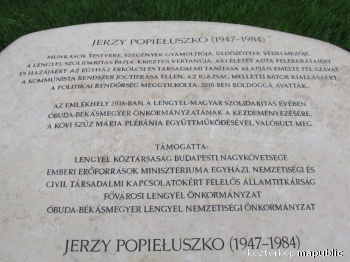 JERZY POPIEŁUSZKO (1947-1984)
MUNKÁSOK TESTVÉRE, SZEGÉNYEK GYÁMOLÍTÓJA, ÜLDÖZÖTTEK VÉDELMEZŐJE,
A LENGYEL SZOLIDARITÁS PAPJA, KRISZTUS VÉRTANÚJA, AKI ÉLETÉT ADTA FELEBARÁTAIÉRT
ÉS HAZÁJÁÉRT. AZ EGYHÁZ ERKÖLCSI ÉS TÁRSADALMI TANÍTÁSA ALAPJÁN EMELTE FEL SZAVÁT
A KOMMUNISTA RENDSZER JOGTIPRÁSA ELLEN. AZ IGAZSÁG MELLETTI BÁTOR KIÁLLÁSÁÉRT
A POLITIKAI RENDŐRSÉG MEGGYILKOLTA. 2010-BEN BOLDOGGÁ AVATTÁK.
AZ EMLÉKHELY 2016-BAN, A LENGYEL-MAGYAR SZOLIDARITÁS ÉVÉBEN
ÓBUDA-BÉKÁSMEGYER ÖNKORMÁNYZATÁNAK A KEZDEMÉNYEZÉSÉRE,
A KÖVI SZŰZ MÁRIA PLÉBÁNIA EGYÜTTMŰKÖDÉSÉVEL VALÓSULT MEG.
TÁMOGATTA:
LENGYEL KÖZTÁRSASÁG BUDAPESTI NAGYKÖVETSÉGE
EMBERI ERŐFORRÁSOK MINISZTÉRIUMA EGYHÁZI, NEMZETISÉGI ÉS
CIVIL TÁRSADALMI KAPCSOLATOKÉRT FELELŐS ÁLLAMTITKÁRSÁG
FŐVÁROSI LENGYEL ÖNKORMÁNYZAT
ÓBUDA-BÉKÁSMEGYER LENGYEL NEMZETISÉGI ÖNKORMÁNYZAT
JERZY POPIEŁUSZKO (1947-1984)
közterkep mapublic